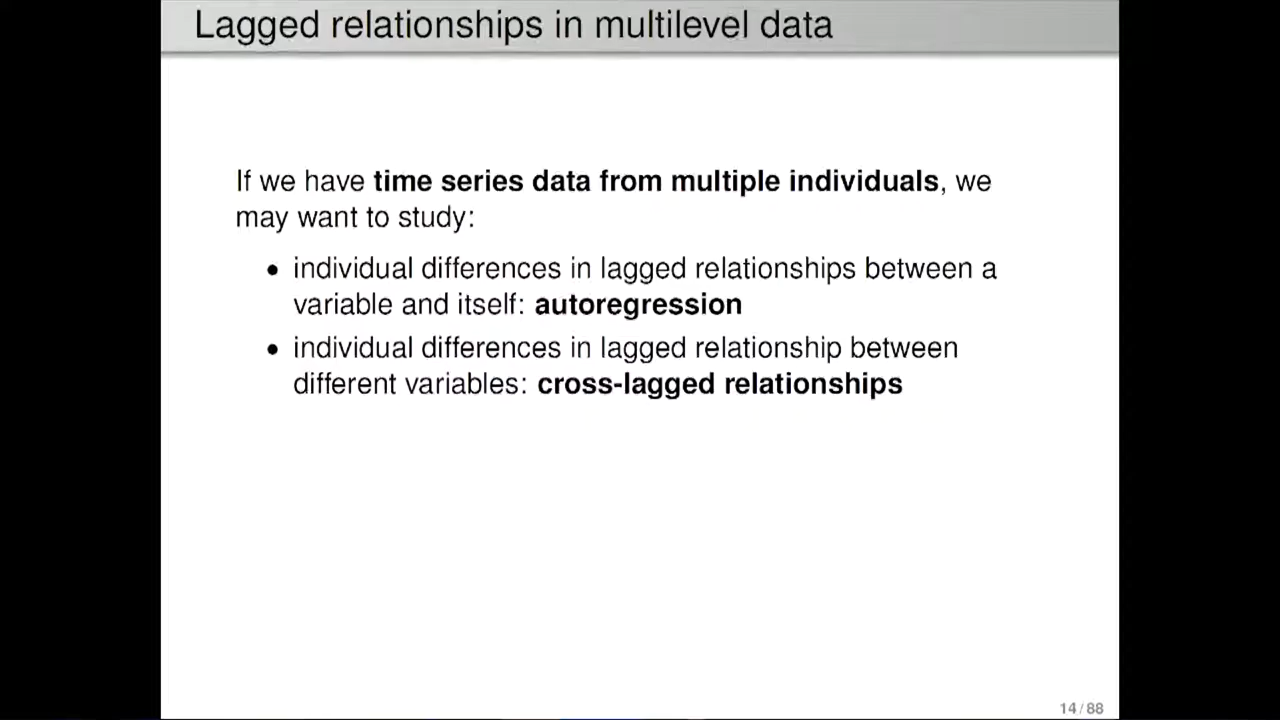 Lagged relationships in multilevel data
If we have time series data from multiple individuals, we
may want to study:
• individual differences in lagged relationships between a
variable and itself: autoregression
• individual differences in lagged relationship between
different variables: cross-lagged relationships
14 / 88